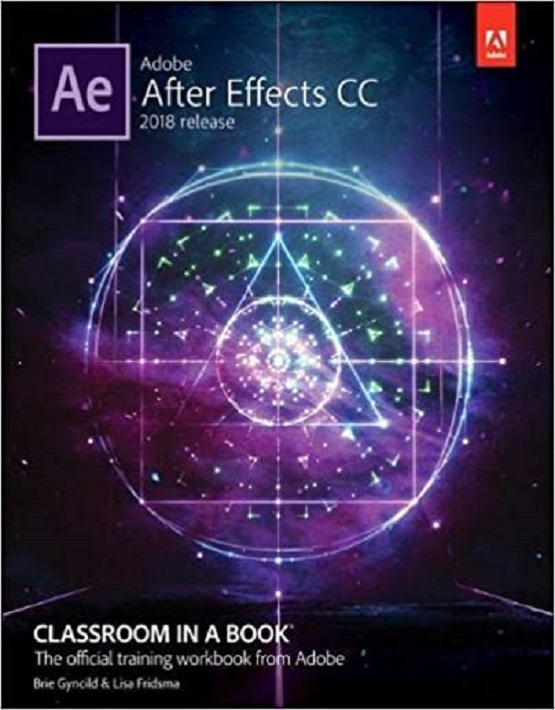 Adobe
Ae
After Effects CC
2018 release
Adobe
CLASSROOM IN A BOOK®
The official training workbook from Adobe
Brie Gyncild & Lisa Fridsma